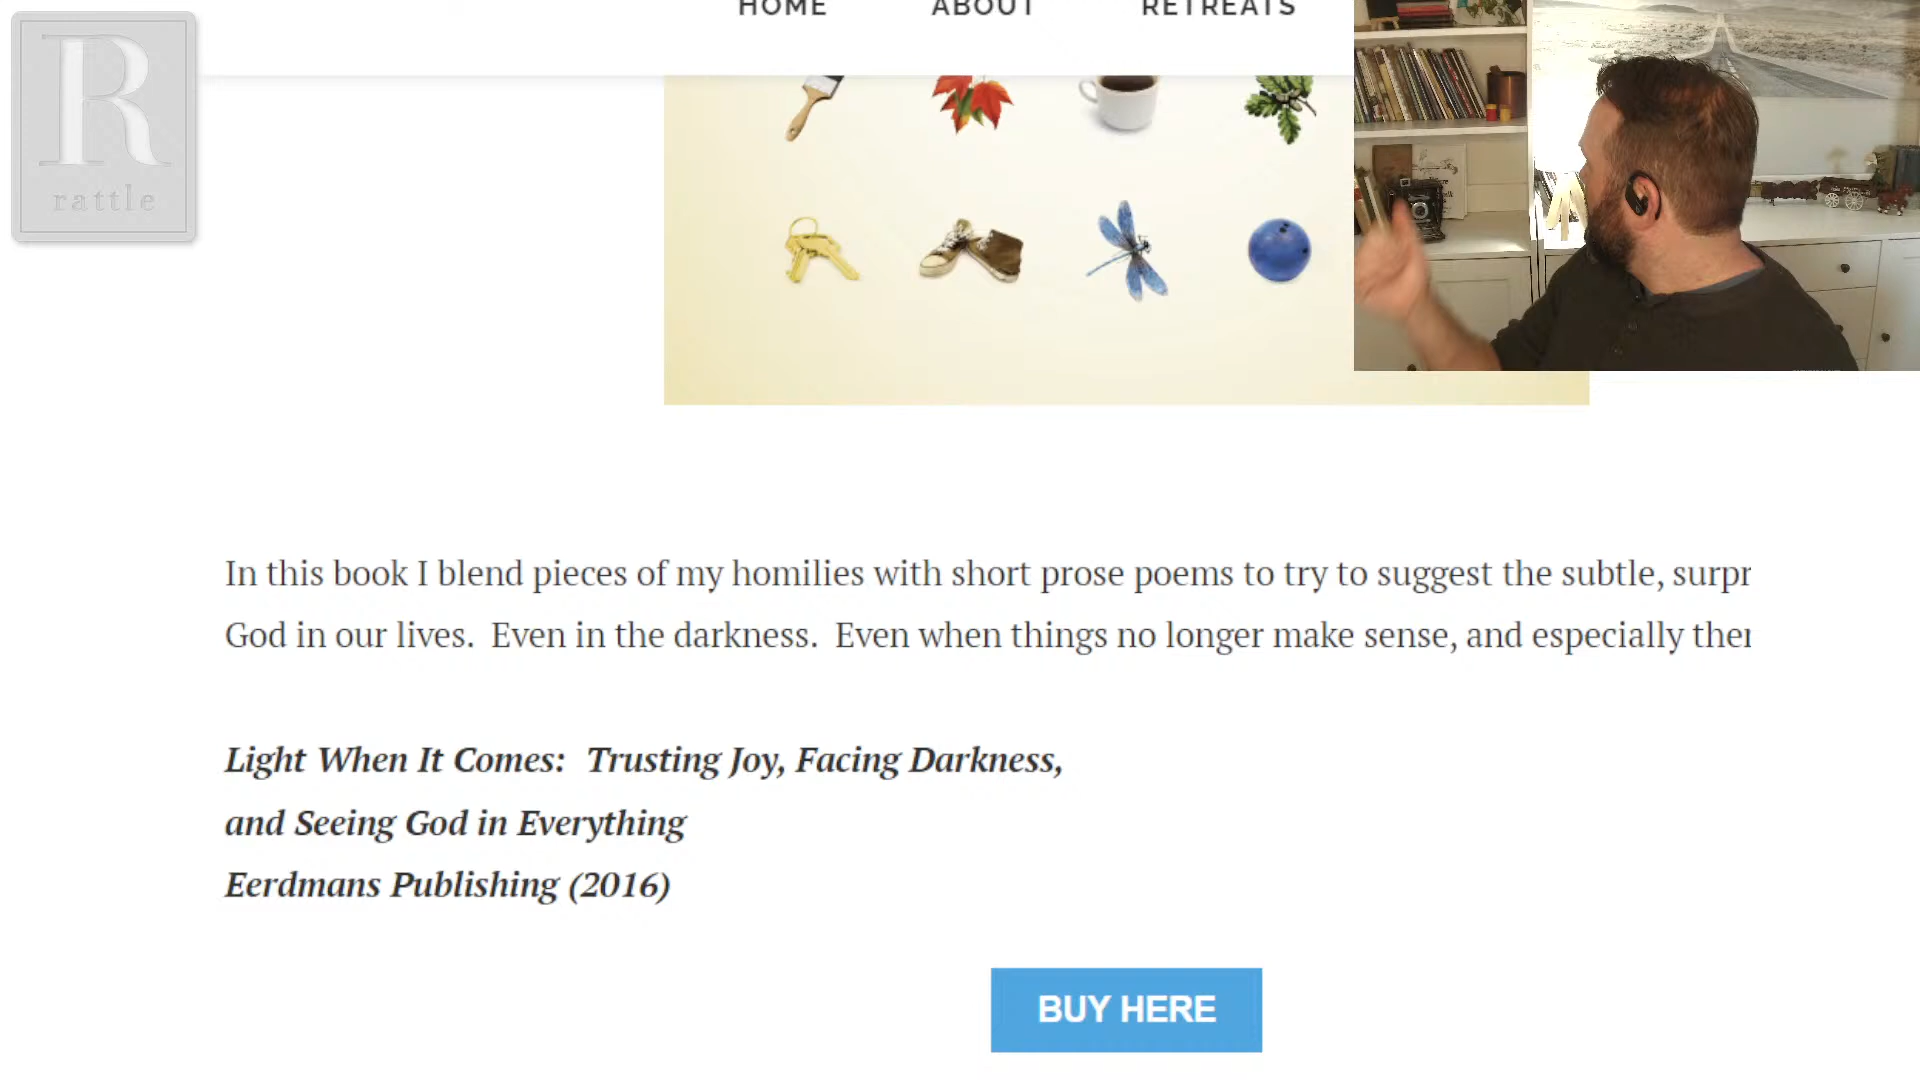 HOME ABOUT RETREATS
R
rattle
In this book I blend pieces of my homilies with short prose poems to try to suggest the subtle, surpr
God in our lives. Even in the darkness. Even when things no longer make sense, and especially
Light When It Comes: Trusting Joy, Facing Darkness,
and Seeing God in Everything
Eerdmans Publishing (2016)
BUY HERE